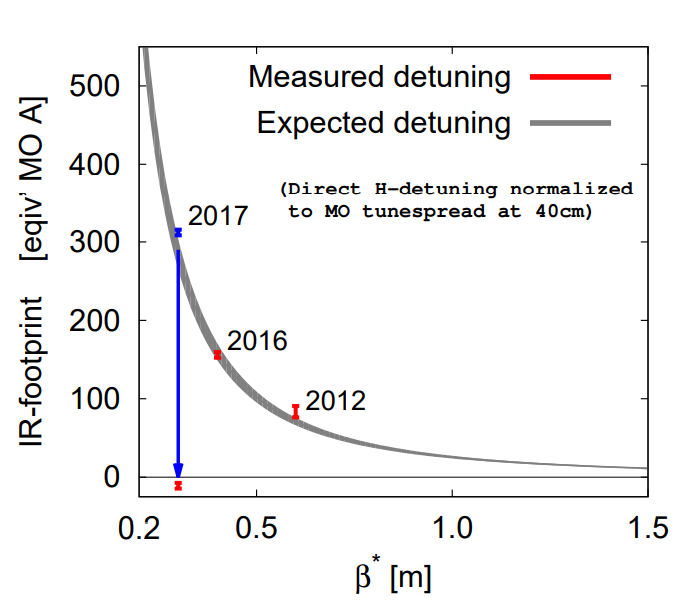 Measured detuning
Expected detuning
(Direct H-detuning normalized
to MO tunespread at 40cm)
2017
2016
2012
500
400
300
200
100
0
0.2 0.5 1.0 1.5
β* [m]
IR-footprint [eqiv' MO A]